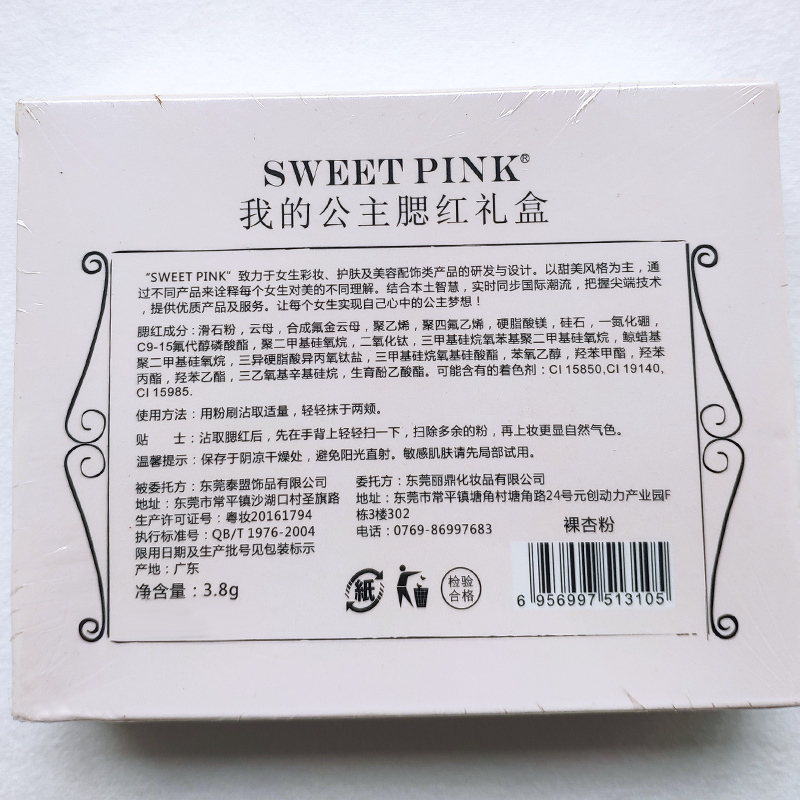 SWEET PINK®
我的公主腮红礼盒
“SWEET PINK”致力于女生彩妆、护肤及美容配饰类产品的研发与设计。以甜美风格为主，通
过不同产品来诠释每个女生对美的不同理解。结合本土智慧，实时同步国际潮流，把握尖端技术
，提供优质产品及服务。让每个女生实现自己心中的公主梦想！
腮红成分：滑石粉，云母，合成氟金云母，聚乙烯，聚四氟乙烯，硬脂酸镁，硅石，一氮化硼，
C9-15氟代醇磷酸酯，聚二甲基硅氧烷，二氧化钛，三甲基硅烷氧苯基聚二甲基硅氧烷，鲸蜡基
聚二甲基硅氧烷，三异硬脂酸异丙氧钛盐，三甲基硅烷氧基硅酸酯，苯氧乙醇，羟苯甲酯，羟苯
丙酯，羟苯乙酯，三乙氧基辛基硅烷，生育酚乙酸酯。可能含有的着色剂：CI 15850,CI 19140,
CI 15985.
使用方法：用粉刷沾取适量，轻轻抹于两颊。
贴 士：沾取腮红后，先在手背上轻轻扫一下，扫除多余的粉，再上妆更显自然气色。
温馨提示：保存于阴凉干燥处，避免阳光直射。敏感肌肤请先局部试用。
被委托方：东莞泰盟饰品有限公司
地址：东莞市常平镇沙湖口村圣旗路
生产许可证号：粤妆20161794
执行标准号：QB/T 1976-2004
限用日期及生产批号见包装标示
产地：广东
净含量：3.8g
委托方：东莞丽鼎化妆品有限公司
地址：东莞市常平镇塘角村塘角路24号元创动力产业园F
栋3楼302
电话：0769-86997683
裸杏粉
紙
检验
合格
6 956997 513105